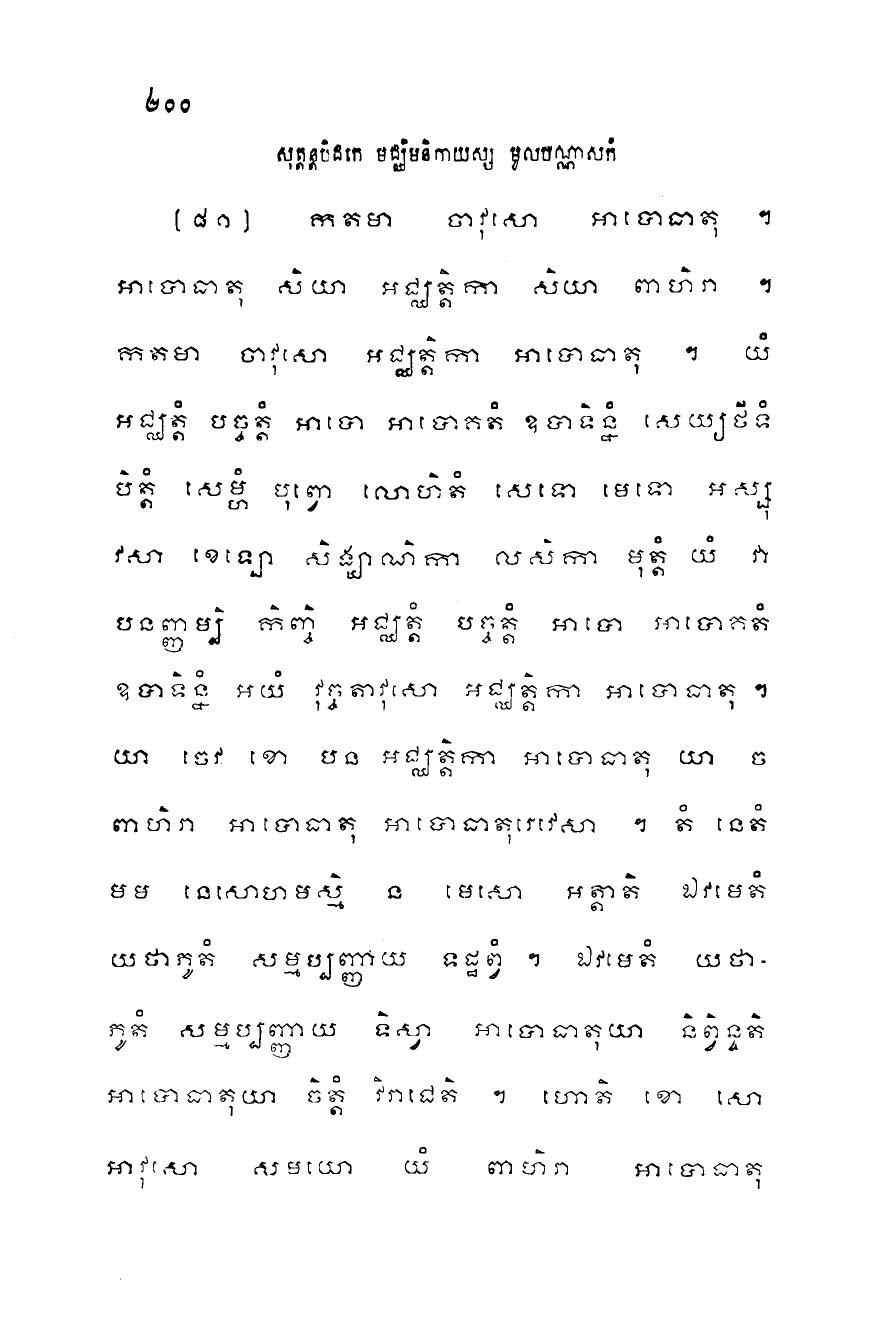 ២០០
សុត្តន្តបិដកេ មជ្ឈិមនិកាយស្ស មូលបណ្ណាសកំ
[៨១] កតមា ចាវុសោ អាបោធាតុ ។
អាបោធាតុ សិយា អជ្ឈត្តិកា សិយា ពាហិរា ។
កតមា ចាវុសោ អជ្ឈត្តិកា អាបោធាតុ ។ យំ
អជ្ឈត្តំ បច្ចត្តំ អាបោ អាបោគតំ ឧបាទិន្នំ សេយ្យថីទំ
បិត្តំ សេម្ហំ បុព្វោ លោហិតំ សេទោ មេទោ អស្សុ
វសា ខេឡោ សិង្ឃាណិកា លសិកា មុត្តំ យំ វា
បនញ្ញម្បិ កិញ្ចិ អជ្ឈត្តំ បច្ចត្តំ អាបោ អាបោគតំ
ឧបាទិន្នំ អយំ វុច្ចតាវុសោ អជ្ឈត្តិកា អាបោធាតុ ។
យា ចេវ ខោ បន អជ្ឈត្តិកា អាបោធាតុ យា ច
ពាហិរា អាបោធាតុ អាបោធាតុរេវេសា ។ តំ នេតំ
មម នេសោហមស្មិ ន មេសោ អត្តាតិ ឯវមេតំ
យថាភូតំ សម្មប្បញ្ញាយ ទដ្ឋព្វំ ។ ឯវមេតំ យថា-
ភូតំ សម្មប្បញ្ញាយ ទិស្វា អាបោធាតុយា និព្វិន្ទតិ
អាបោធាតុយា ចិត្តំ វិរាជេតិ ។ ហោតិ ខោ សោ
អាវុសោ សមយោ យំ ពាហិរា អាបោធាតុ